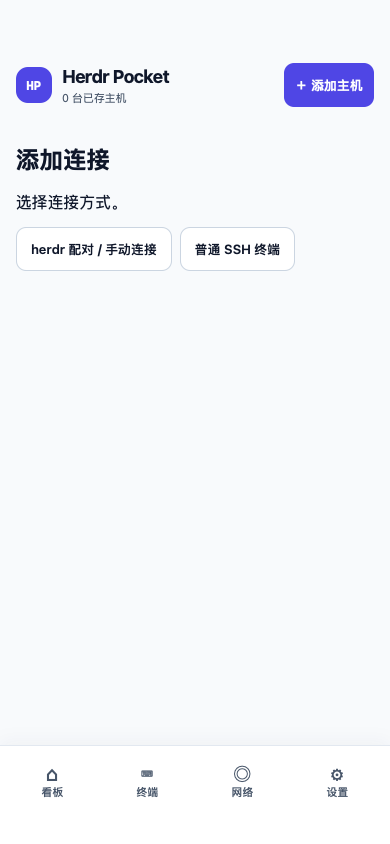 HP
Herdr Pocket
0 台已存主机
+ 添加主机
添加连接
选择连接方式。
herdr 配对 / 手动连接
普通 SSH 终端
看板
终端
网络
设置